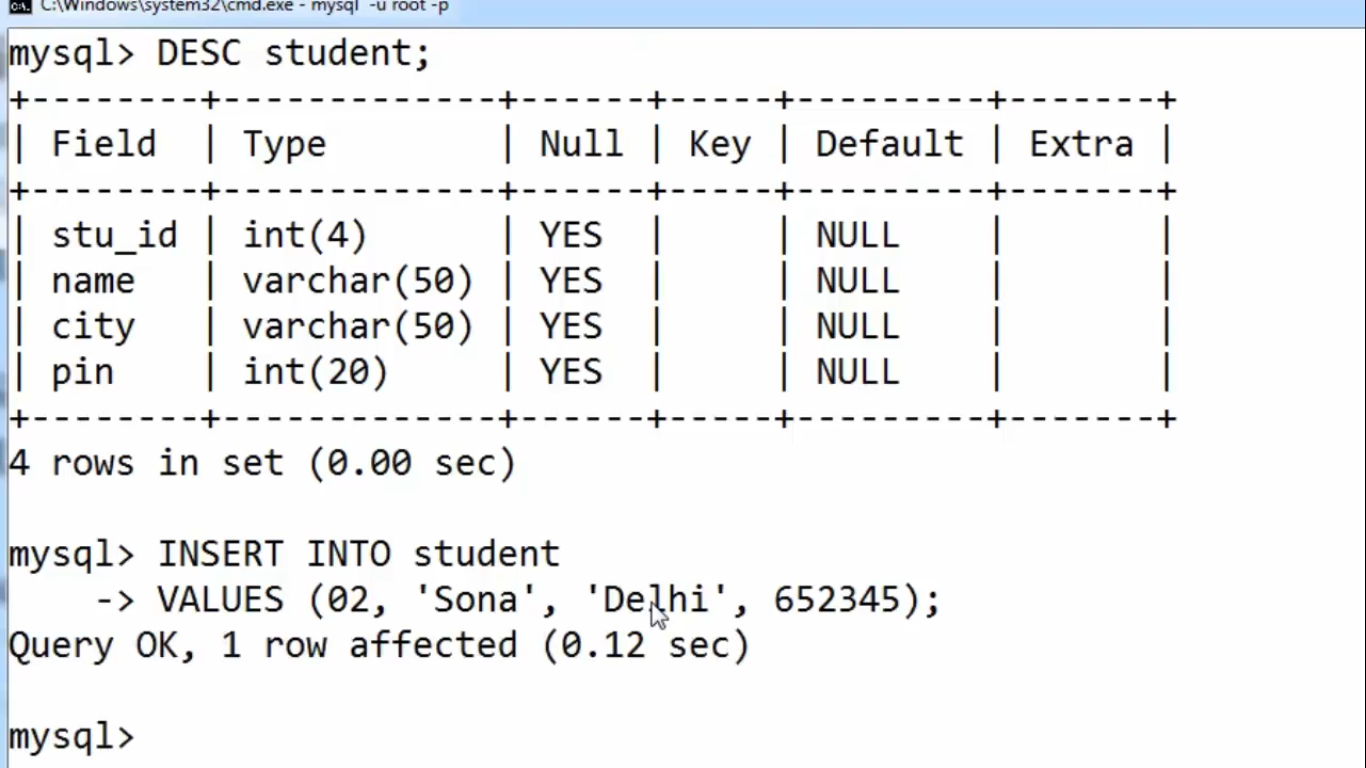 C:\Windows\system32\cmd.exe - mysql -u root -p
mysql> DESC student;
+--------+-------------+------+-----+---------+-------+
| Field  | Type        | Null | Key | Default | Extra |
+--------+-------------+------+-----+---------+-------+
| stu_id | int(4)      | YES  |     | NULL    |       |
| name   | varchar(50) | YES  |     | NULL    |       |
| city   | varchar(50) | YES  |     | NULL    |       |
| pin    | int(20)     | YES  |     | NULL    |       |
+--------+-------------+------+-----+---------+-------+
4 rows in set (0.00 sec)
mysql> INSERT INTO student
    -> VALUES (02, 'Sona', 'Delhi', 652345);
Query OK, 1 row affected (0.12 sec)
mysql>